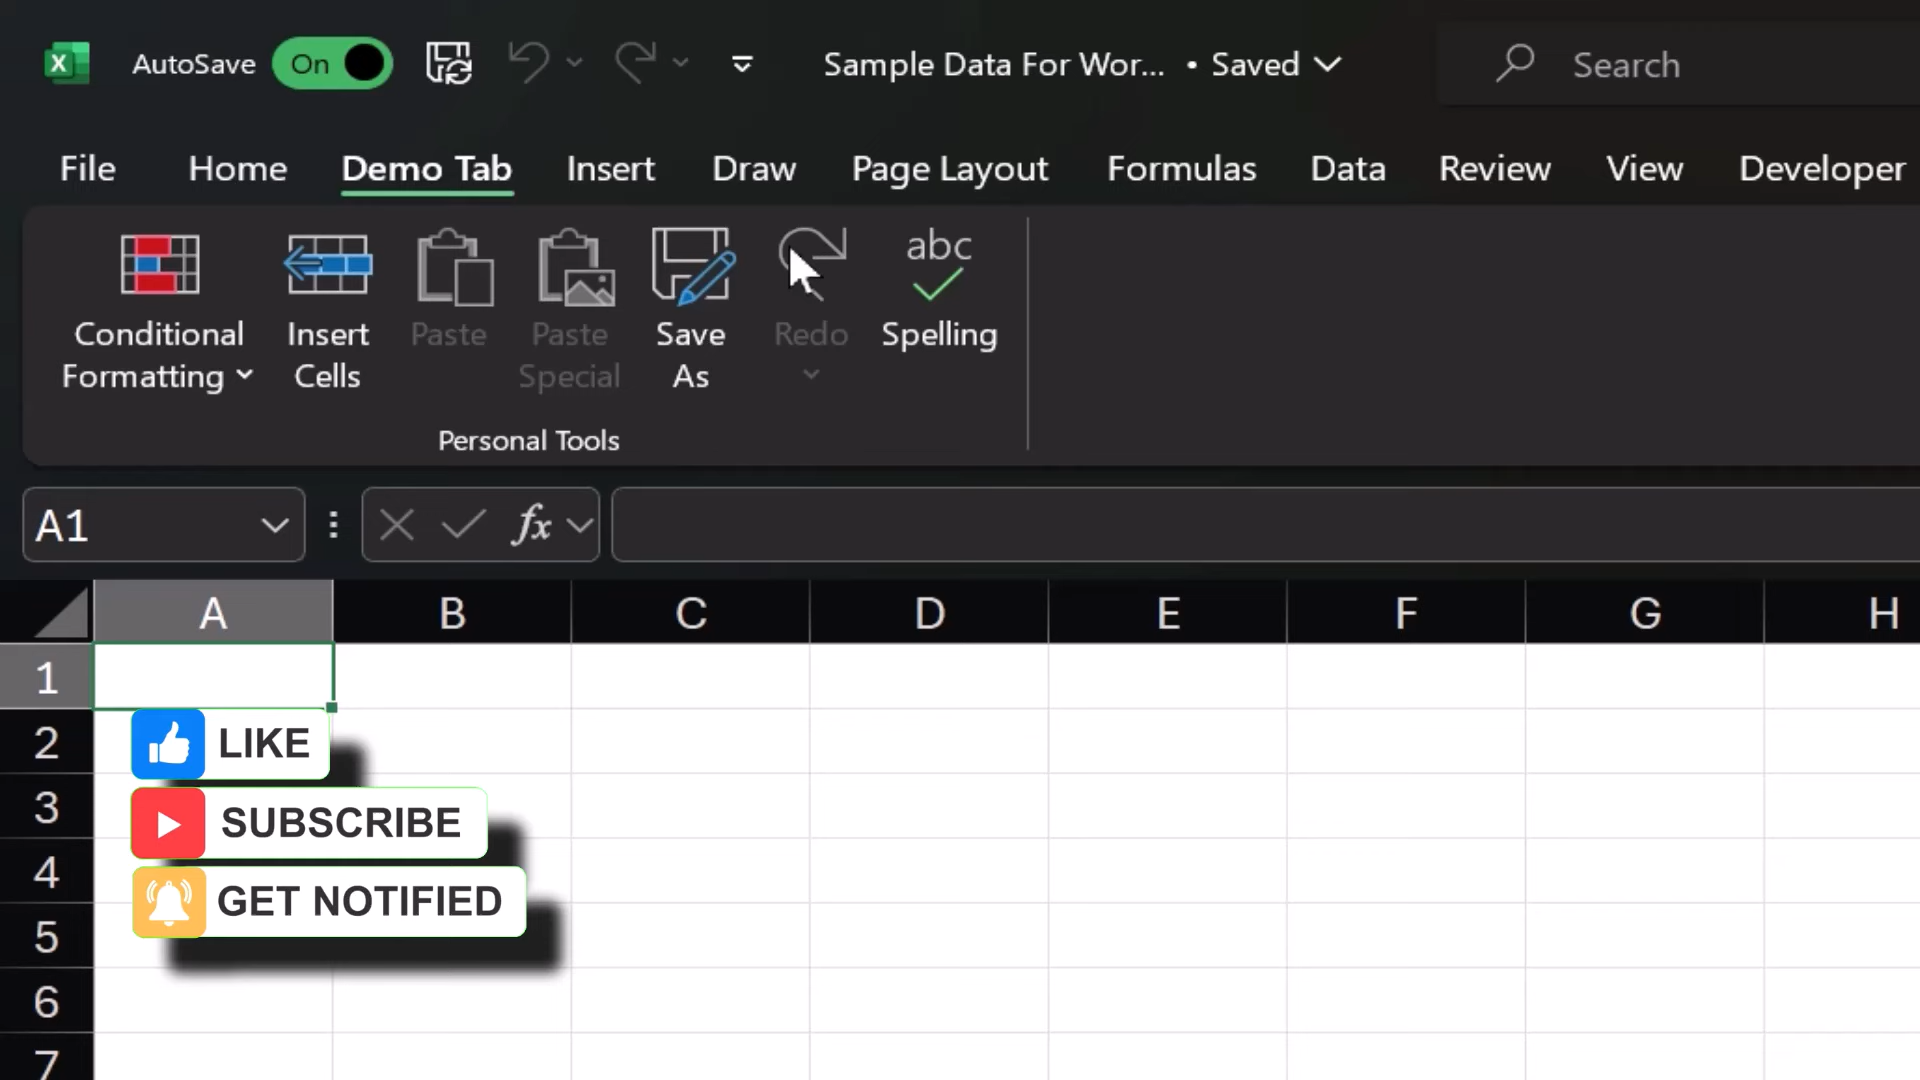 X AutoSave On Sample Data For Wor... • Saved Search
File Home Demo Tab Insert Draw Page Layout Formulas Data Review View Developer
abc
Conditional Formatting
Insert Cells
Paste
Paste Special
Save As
Redo
Spelling
Personal Tools
A1 fx
A B C D E F G H
1
2
LIKE
3
SUBSCRIBE
4
GET NOTIFIED
5
6
7